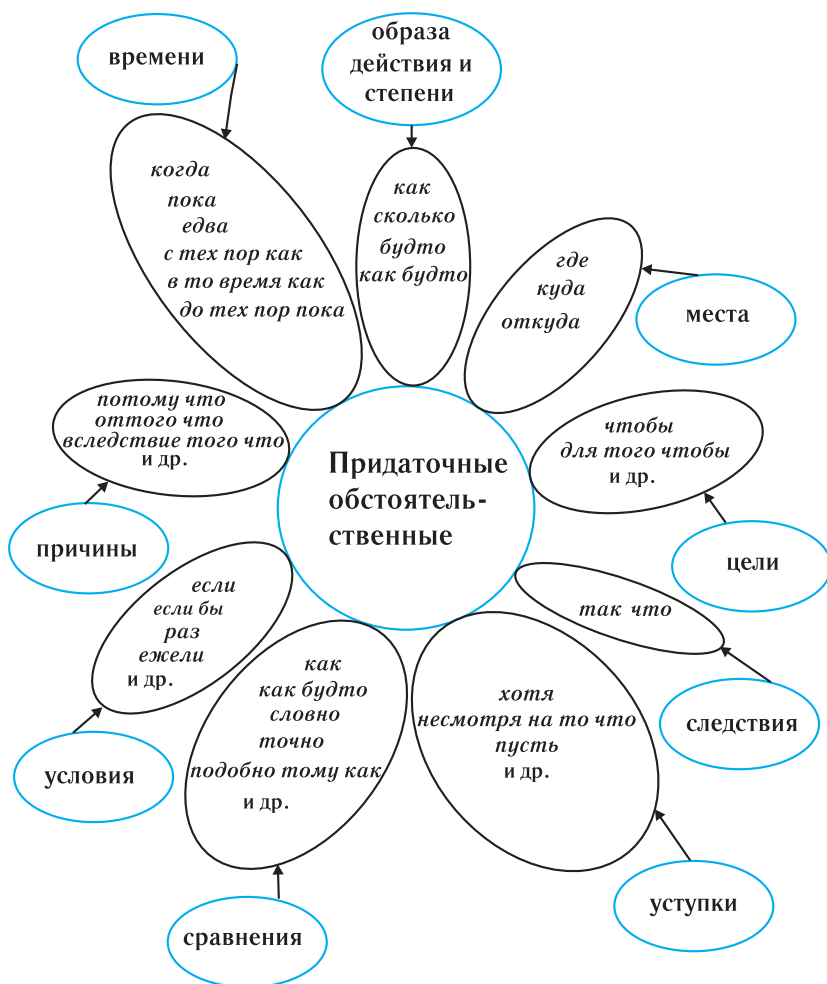 времени
образа
действия и
степени
когда
пока
едва
с тех пор как
в то время как
до тех пор пока
как
сколько
будто
как будто
где
куда
откуда
места
потому что
оттого что
вследствие того что
и др.
причины
Придаточные
обстоятель-
ственные
чтобы
для того чтобы
и др.
цели
если
если бы
раз
ежели
и др.
условия
так что
следствия
как
как будто
словно
точно
подобно тому как
и др.
сравнения
хотя
несмотря на то что
пусть
и др.
уступки